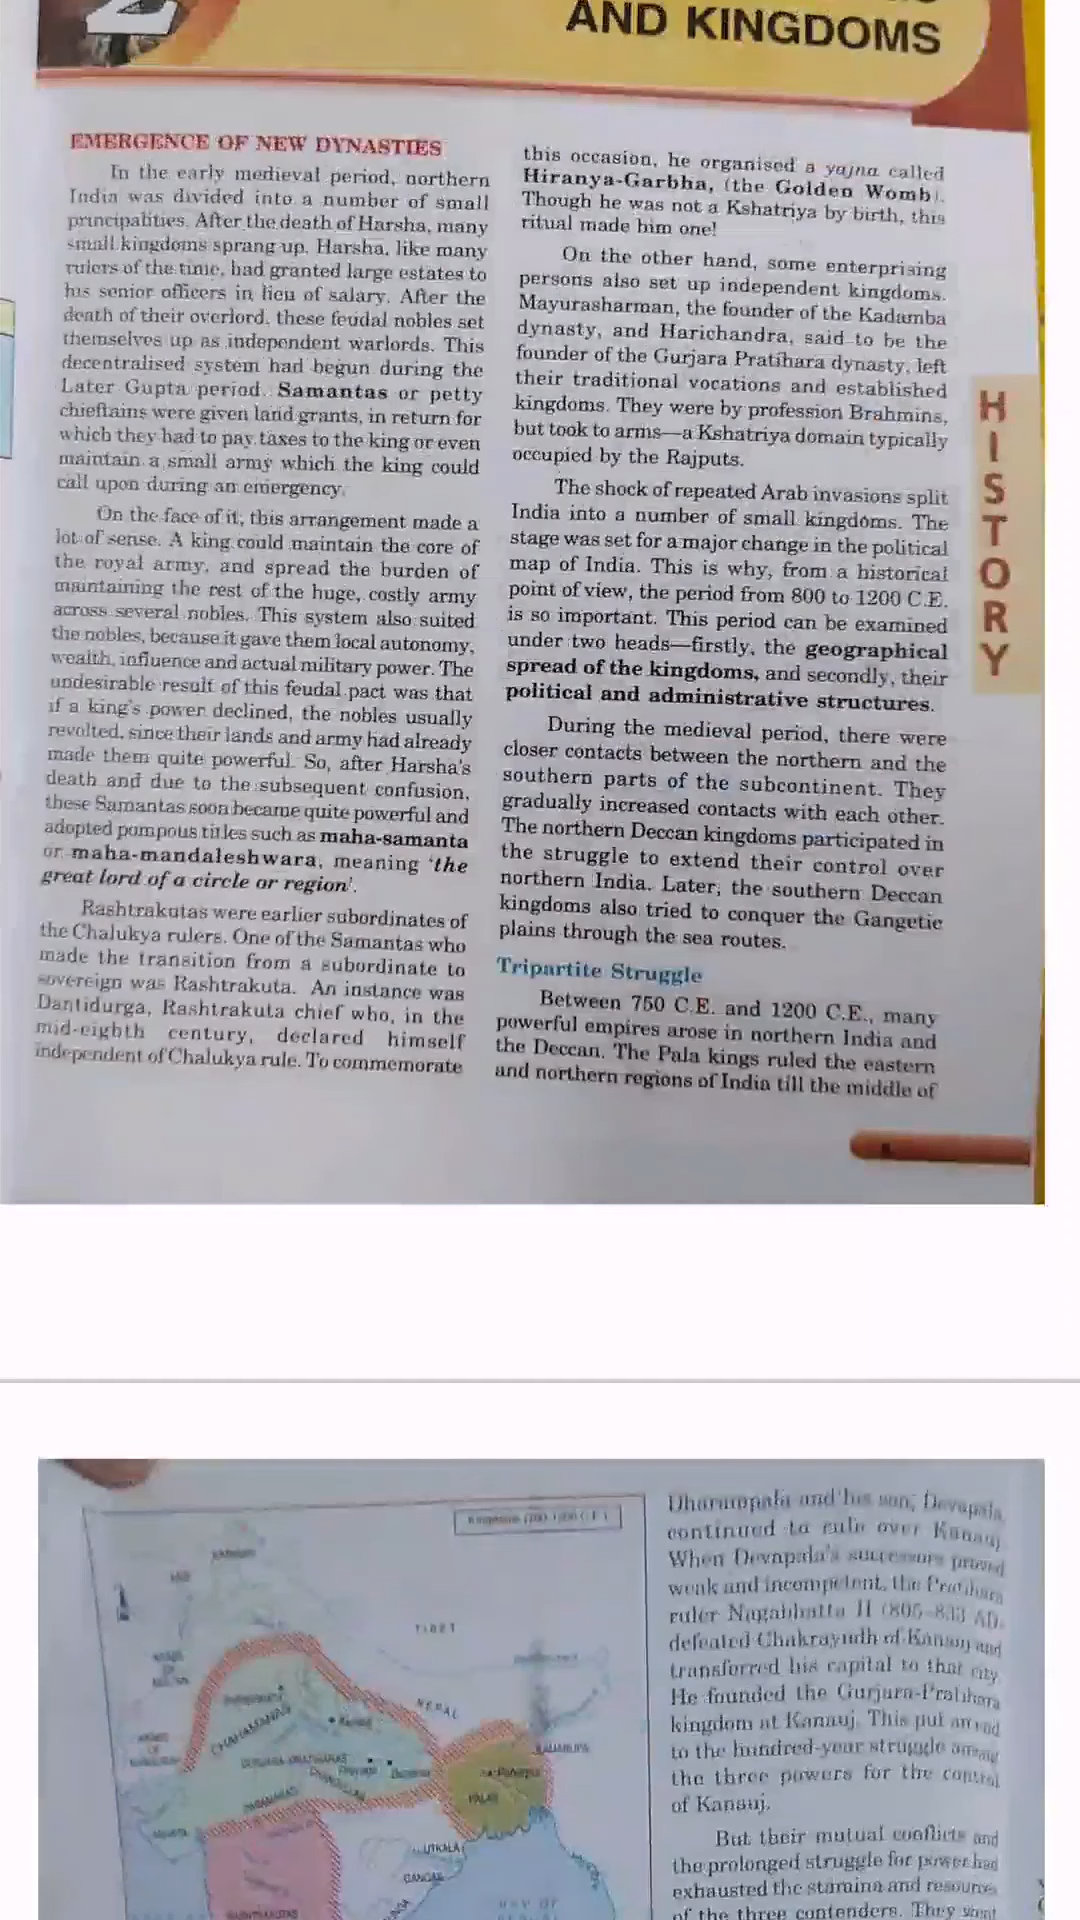 2
AND KINGDOMS
EMERGENCE OF NEW DYNASTIES
In the early medieval period, northern
India was divided into a number of small
principalities. After the death of Harsha, many
small kingdoms sprang up. Harsha, like many
rulers of the time, had granted large estates to
his senior officers in lieu of salary. After the
death of their overlord, these feudal nobles set
themselves up as independent warlords. This
decentralised system had begun during the
Later Gupta period. Samantas or petty
chieftains were given land grants, in return for
which they had to pay taxes to the king or even
maintain a small army which the king could
call upon during an emergency.
On the face of it, this arrangement made a
lot of sense. A king could maintain the core of
the royal army, and spread the burden of
maintaining the rest of the huge, costly army
across several nobles. This system also suited
the nobles, because it gave them local autonomy,
wealth, influence and actual military power. The
undesirable result of this feudal pact was that
if a king's power declined, the nobles usually
revolted, since their lands and army had already
made them quite powerful. So, after Harsha's
death and due to the subsequent confusion,
these Samantas soon became quite powerful and
adopted pompous titles such as maha-samanta
or maha-mandaleshwara, meaning 'the
great lord of a circle or region'.
Rashtrakutas were earlier subordinates of
the Chalukya rulers. One of the Samantas who
made the transition from a subordinate to
sovereign was Rashtrakuta. An instance was
Dantidurga, Rashtrakuta chief who, in the
mid-eighth century, declared himself
independent of Chalukya rule. To commemorate
this occasion, he organised a yajna called
Hiranya-Garbha, (the Golden Womb).
Though he was not a Kshatriya by birth, this
ritual made him one!
On the other hand, some enterprising
persons also set up independent kingdoms.
Mayurasharman, the founder of the Kadamba
dynasty, and Harichandra, said to be the
founder of the Gurjara Pratihara dynasty, left
their traditional vocations and established
kingdoms. They were by profession Brahmins,
but took to arms—a Kshatriya domain typically
occupied by the Rajputs.
The shock of repeated Arab invasions split
India into a number of small kingdoms. The
stage was set for a major change in the political
map of India. This is why, from a historical
point of view, the period from 800 to 1200 C.E.
is so important. This period can be examined
under two heads—firstly, the geographical
spread of the kingdoms, and secondly, their
political and administrative structures.
During the medieval period, there were
closer contacts between the northern and the
southern parts of the subcontinent. They
gradually increased contacts with each other.
The northern Deccan kingdoms participated in
the struggle to extend their control over
northern India. Later, the southern Deccan
kingdoms also tried to conquer the Gangetic
plains through the sea routes.
Tripartite Struggle
Between 750 C.E. and 1200 C.E., many
powerful empires arose in northern India and
the Deccan. The Pala kings ruled the eastern
and northern regions of India till the middle of
HISTORY
TIBET
NEPAL
CHAHAMANAS
KAMARUPA
PALAS
UTKALA
GANGAS
Dharampala and his son, Devapala,
continued to rule over Kanauj.
When Devapala's successors proved
weak and incompetent, the Pratihara
ruler Nagabhatta II (805-833 AD)
defeated Chakrayudh of Kanauj and
transferred his capital to that city.
He founded the Gurjara-Pratihara
kingdom at Kanauj. This put an end
to the hundred-year struggle among
the three powers for the control
of Kanauj.
But their mutual conflicts and
the prolonged struggle for power had
exhausted the stamina and resources
of the three contenders. They spent